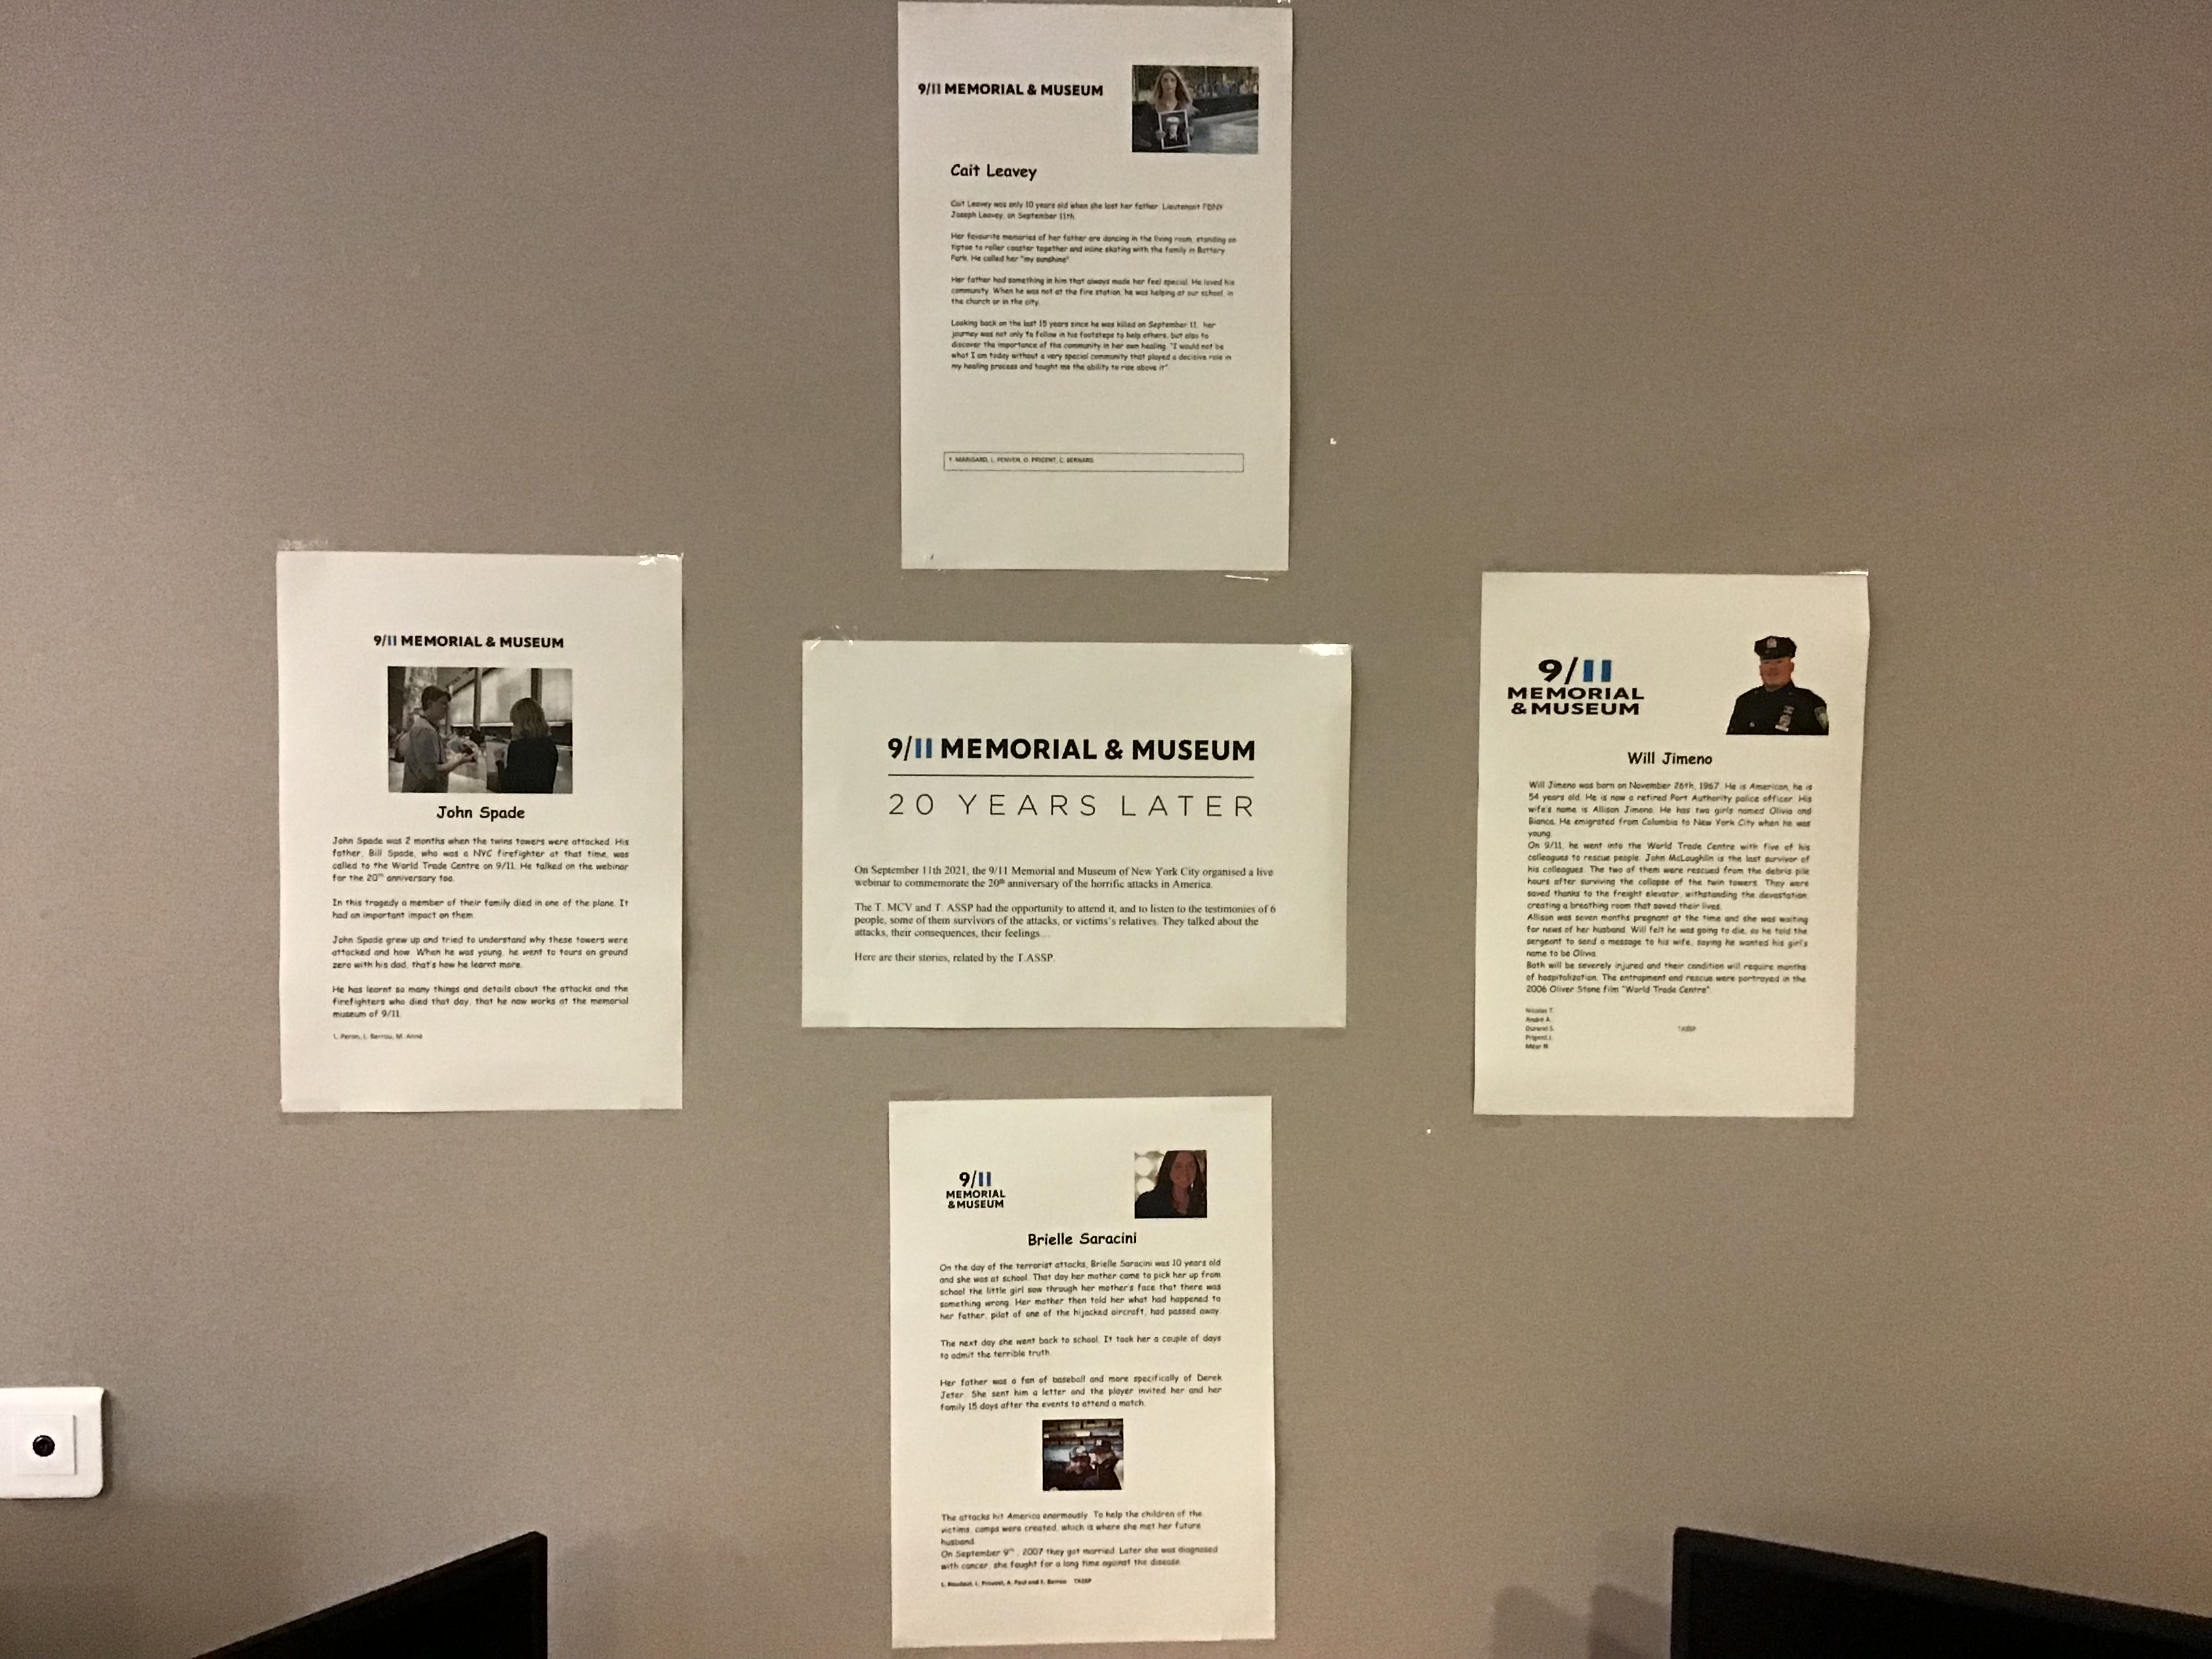 9/11 MEMORIAL & MUSEUM
Cait Leavey
Cait Leavey was only 10 years old when she lost her father, Lieutenant FDNY
Joseph Leavey, on September 11th.
Her favourite memories of her father are dancing in the living room, standing on
tiptoe to roller coaster together and inline skating with the family in Battery
Park. He called her "my sunshine".
Her father had something in him that always made her feel special. He loved his
community. When he was not at the fire station, he was helping at our school, in
the church or in the city.
Looking back on the last 15 years since he was killed on September 11, her
journey was not only to follow in his footsteps to help others, but also to
discover the importance of the community in her own healing. "I would not be
what I am today without a very special community that played a decisive role in
my healing process and taught me the ability to rise above it".
Y. MARIGARD, L. PENVEN, O. PRIGENT, C. BERNARD
9/11 MEMORIAL & MUSEUM
John Spade
John Spade was 2 months when the twins towers were attacked. His
father, Bill Spade, who was a NYC firefighter at that time, was
called to the World Trade Centre on 9/11. He talked on the webinar
for the 20th anniversary too.
In this tragedy a member of their family died in one of the plane. It
had an important impact on them.
John Spade grew up and tried to understand why these towers were
attacked and how. When he was young, he went to tours on ground
zero with his dad, that's how he learnt more.
He has learnt so many things and details about the attacks and the
firefighters who died that day, that he now works at the memorial
museum of 9/11.
L. Peron, L. Berrou, M. Anne
9/11 MEMORIAL & MUSEUM
20 YEARS LATER
On September 11th 2021, the 9/11 Memorial and Museum of New York City organised a live
webinar to commemorate the 20th anniversary of the horrific attacks in America.
The T. MCV and T. ASSP had the opportunity to attend it, and to listen to the testimonies of 6
people, some of them survivors of the attacks, or victims's relatives. They talked about the
attacks, their consequences, their feelings…
Here are their stories, related by the T.ASSP.
9/11
MEMORIAL
& MUSEUM
Will Jimeno
Will Jimeno was born on November 26th, 1967. He is American, he is
54 years old. He is now a retired Port Authority police officer. His
wife's name is Allison Jimeno. He has two girls named Olivia and
Bianca. He emigrated from Colombia to New York City when he was
young.
On 9/11, he went into the World Trade Centre with five of his
colleagues to rescue people. John McLoughlin is the last survivor of
his colleagues. The two of them were rescued from the debris pile
hours after surviving the collapse of the twin towers. They were
saved thanks to the freight elevator, withstanding the devastation,
creating a breathing room that saved their lives.
Allison was seven months pregnant at the time and she was waiting
for news of her husband. Will felt he was going to die, so he told the
sergeant to send a message to his wife, saying he wanted his girl's
name to be Olivia.
Both will be severely injured and their condition will require months
of hospitalization. The entrapment and rescue were portrayed in the
2006 Oliver Stone film "World Trade Centre".
Nicolas T.
André A.
Durand S.
TASSP
Prigent J.
Méar M.
9/11
MEMORIAL
& MUSEUM
Brielle Saracini
On the day of the terrorist attacks, Brielle Saracini was 10 years old
and she was at school. That day her mother came to pick her up from
school the little girl saw through her mother's face that there was
something wrong. Her mother then told her what had happened to
her father, pilot of one of the hijacked aircraft, had passed away.
The next day she went back to school. It took her a couple of days
to admit the terrible truth.
Her father was a fan of baseball and more specifically of Derek
Jeter. She sent him a letter and the player invited her and her
family 15 days after the events to attend a match.
The attacks hit America enormously. To help the children of the
victims, camps were created, which is where she met her future
husband.
On September 9th, 2007 they got married. Later she was diagnosed
with cancer, she fought for a long time against the disease.
L. Provost, A. Paul and E. Berrou TASSP